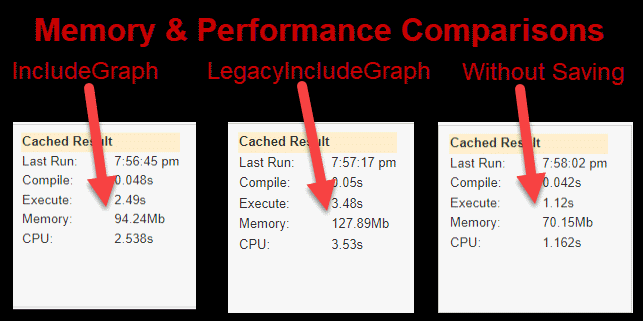 Memory & Performance Comparisons
IncludeGraph
LegacyIncludeGraph
Without Saving
Cached Result
Last Run: 7:56:45 pm
Compile: 0.048s
Execute: 2.49s
Memory: 94.24Mb
CPU: 2.538s
Cached Result
Last Run: 7:57:17 pm
Compile: 0.05s
Execute: 3.48s
Memory: 127.89Mb
CPU: 3.53s
Cached Result
Last Run: 7:58:02 pm
Compile: 0.042s
Execute: 1.12s
Memory: 70.15Mb
CPU: 1.162s